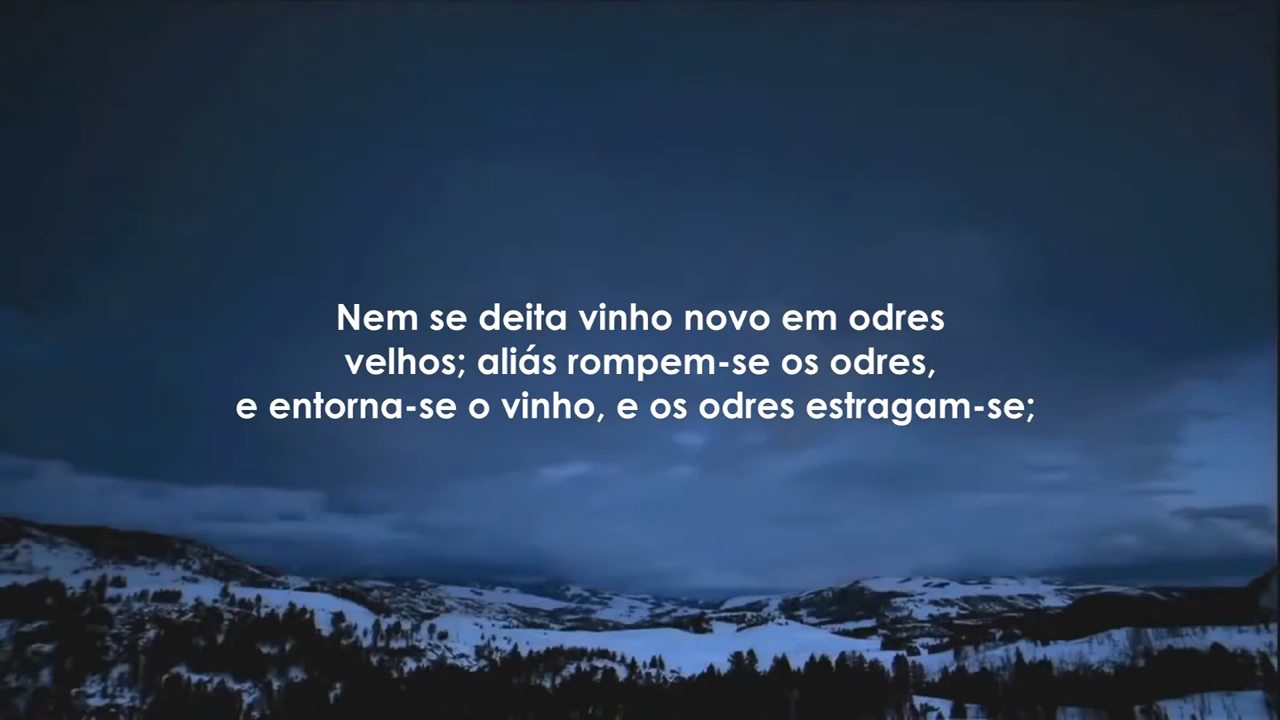 Nem se deita vinho novo em odres
velhos; aliás rompem-se os odres,
e entorna-se o vinho, e os odres estragam-se;